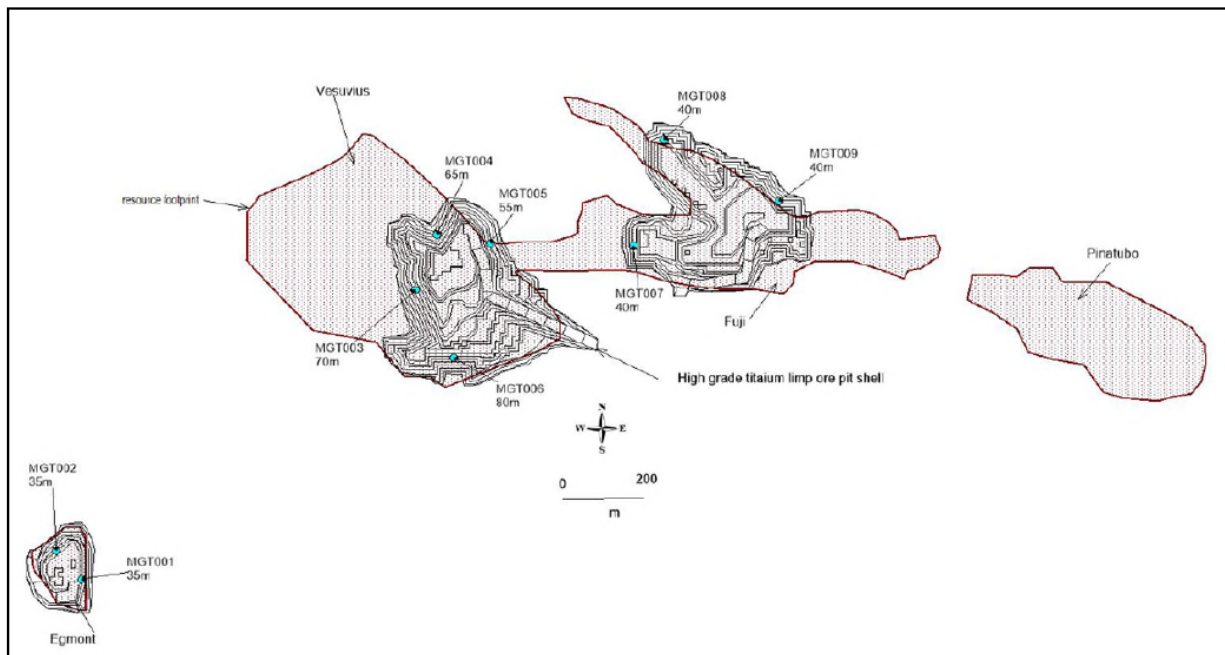 Vesuvius
MGT008
40m
MGT004
65m
MGT009
40m
resource footprint
MGT005
55m
Pinatubo
MGT007
40m
Fuji
MGT003
70m
MGT006
80m
High grade titaium limp ore pit shell
N
W E
S
0 200
m
MGT002
35m
MGT001
35m
Egmont